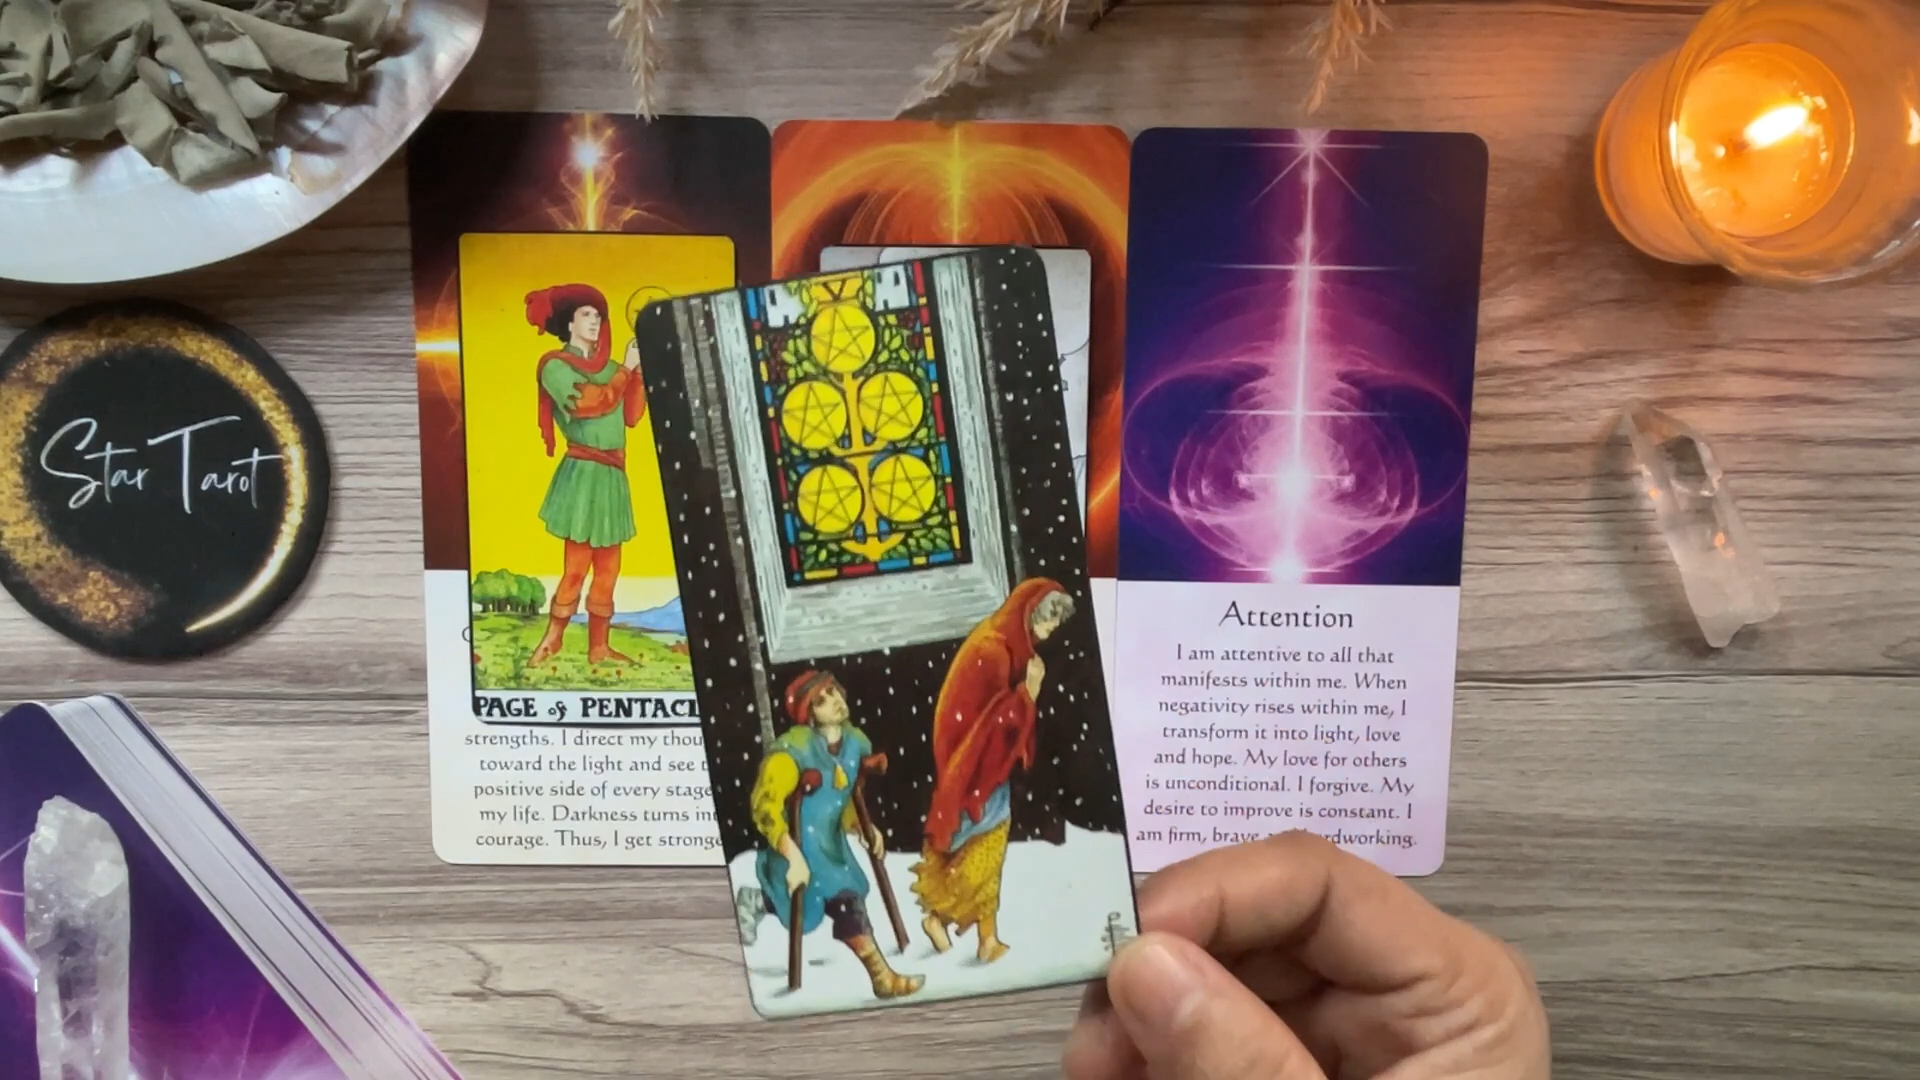 Star Tarot
V
PAGE of PENTACL
strengths. I direct my thou
toward the light and see t
positive side of every stage
my life. Darkness turns in
courage. Thus, I get stronge
Attention
I am attentive to all that
manifests within me. When
negativity rises within me, I
transform it into light, love
and hope. My love for others
is unconditional. I forgive. My
desire to improve is constant. I
am firm, brave rdworking.